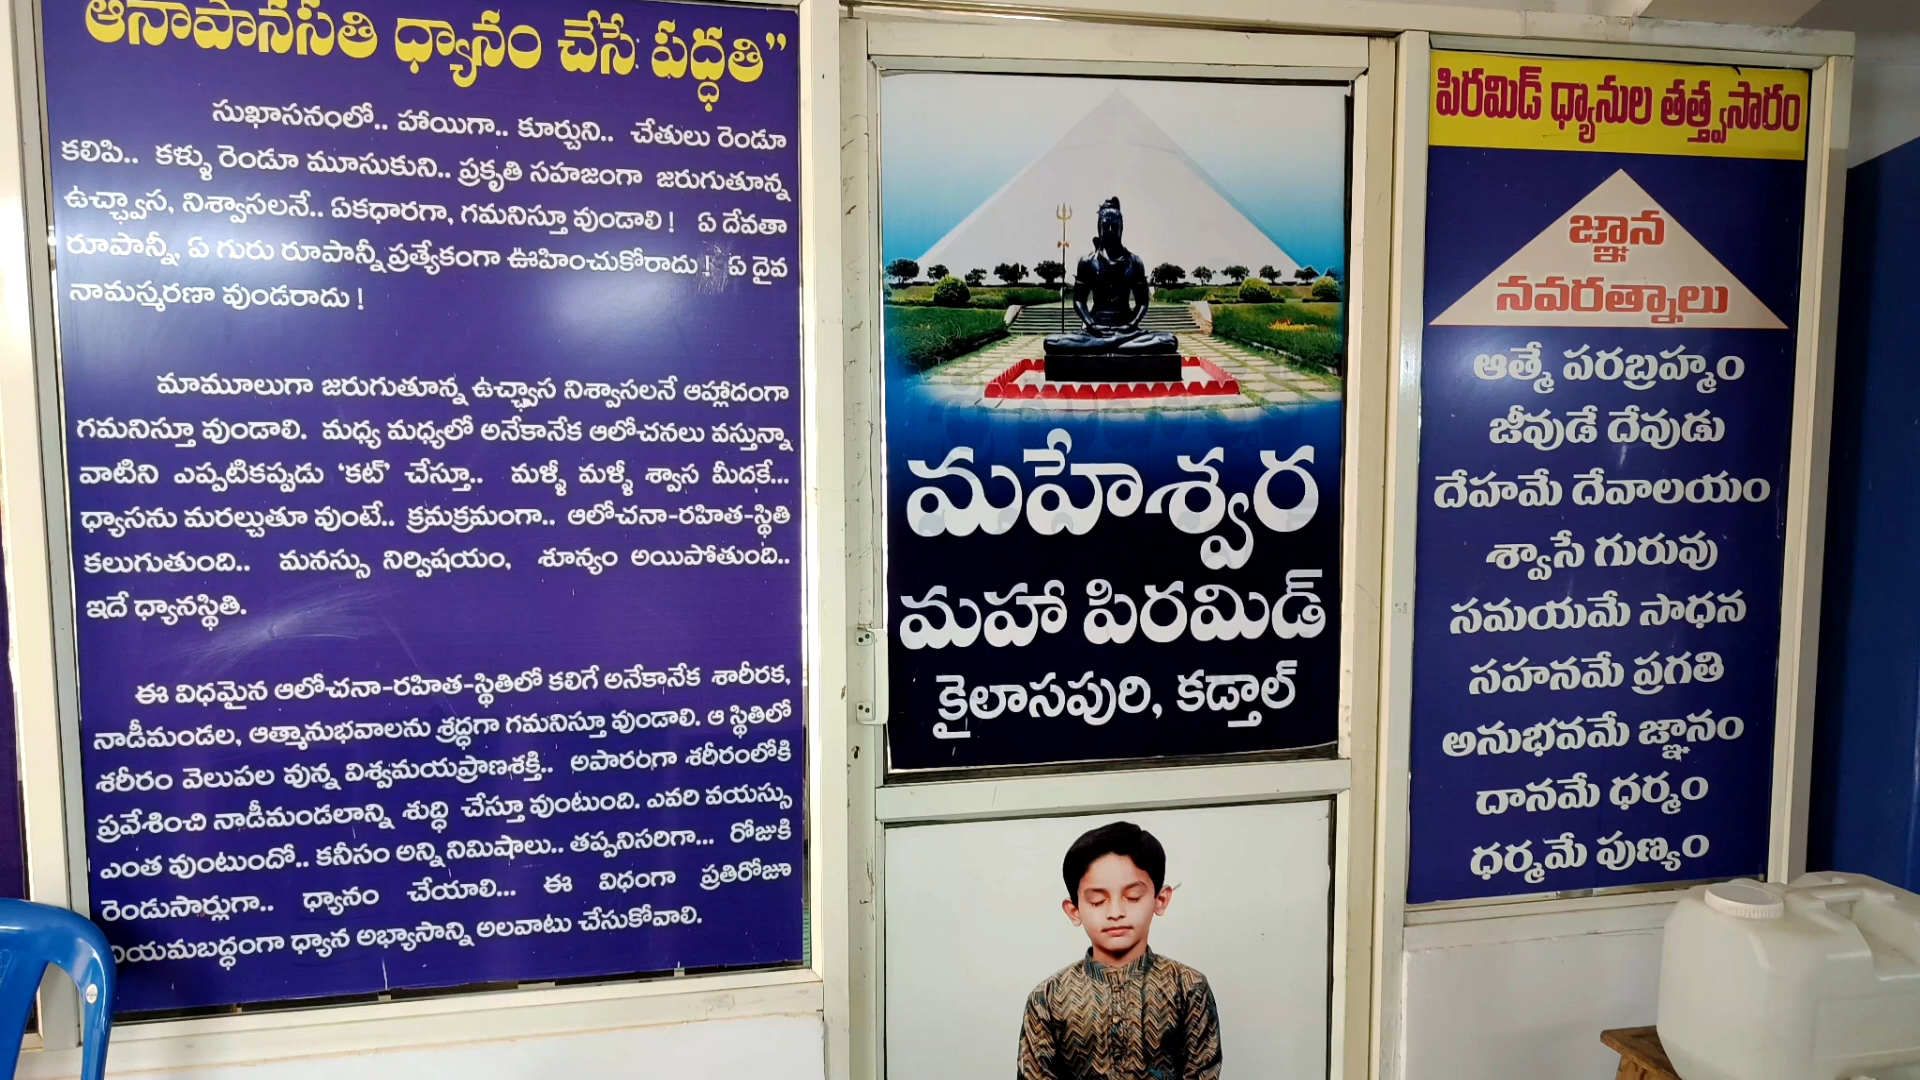 ఆనాపానసతి ధ్యానం చేసే పద్ధతి”
సుఖాసనంలో.. హాయిగా.. కూర్చుని.. చేతులు రెండూ
కలిపి.. కళ్ళు రెండూ మూసుకుని.. ప్రకృతి సహజంగా జరుగుతూన్న
ఉచ్ఛ్వాస, నిశ్వాసలనే.. ఏకధారగా, గమనిస్తూ వుండాలి ! ఏ దేవతా
రూపాన్నీ, ఏ గురు రూపాన్నీ ప్రత్యేకంగా ఊహించుకోరాదు ! ఏ దైవ
నామస్మరణా వుండరాదు !
మామూలుగా జరుగుతూన్న ఉచ్ఛ్వాస నిశ్వాసలనే ఆహ్లాదంగా
గమనిస్తూ వుండాలి. మధ్య మధ్యలో అనేకానేక ఆలోచనలు వస్తున్నా
వాటిని ఎప్పటికప్పుడు ‘కట్’ చేస్తూ.. మళ్ళీ మళ్ళీ శ్వాస మీదకే...
ధ్యాసను మరల్చుతూ వుంటే.. క్రమక్రమంగా.. ఆలోచనా-రహిత-స్థితి
కలుగుతుంది.. మనస్సు నిర్విషయం, శూన్యం అయిపోతుంది..
ఇదే ధ్యానస్థితి.
ఈ విధమైన ఆలోచనా-రహిత-స్థితిలో కలిగే అనేకానేక శారీరక,
నాడీమండల, ఆత్మానుభవాలను శ్రద్ధగా గమనిస్తూ వుండాలి. ఆ స్థితిలో
శరీరం వెలుపల వున్న విశ్వమయప్రాణశక్తి.. అపారంగా శరీరంలోకి
ప్రవేశించి నాడీమండలాన్ని శుద్ధి చేస్తూ వుంటుంది. ఎవరి వయస్సు
ఎంత వుంటుందో.. కనీసం అన్ని నిమిషాలు.. తప్పనిసరిగా... రోజుకి
రెండుసార్లుగా.. ధ్యానం చేయాలి... ఈ విధంగా ప్రతిరోజూ
నియమబద్ధంగా ధ్యాన అభ్యాసాన్ని అలవాటు చేసుకోవాలి.
మహేశ్వర
మహా పిరమిడ్
కైలాసపురి, కడ్తాల్
పిరమిడ్ ధ్యానుల తత్త్వసారం
జ్ఞాన
నవరత్నాలు
ఆత్మే పరబ్రహ్మం
జీవుడే దేవుడు
దేహమే దేవాలయం
శ్వాసే గురువు
సమయమే సాధన
సహనమే ప్రగతి
అనుభవమే జ్ఞానం
దానమే ధర్మం
ధర్మమే పుణ్యం